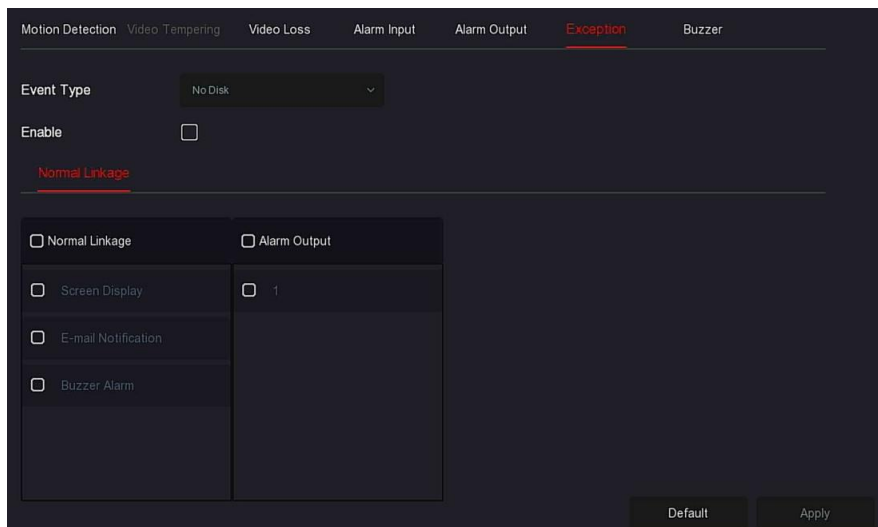 Motion Detection Video Tempering Video Loss Alarm Input Alarm Output Exception Buzzer
Event Type No Disk
Enable
Normal Linkage
Normal Linkage Alarm Output
Screen Display 1
E-mail Notification
Buzzer Alarm
Default Apply